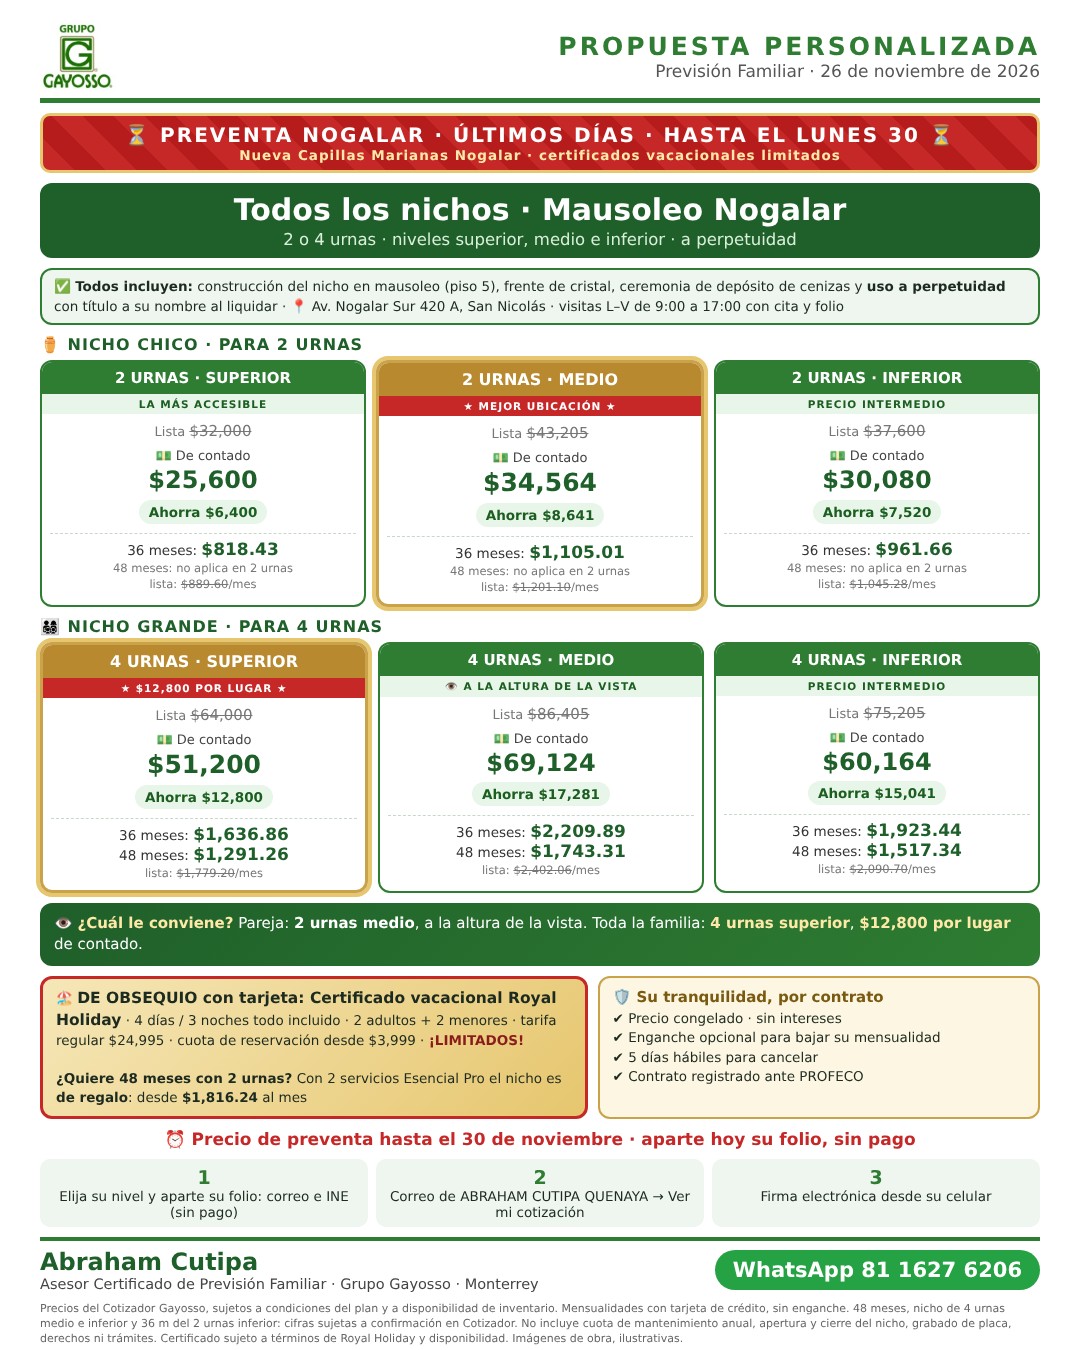 GRUPO
GAYOSSO
PROPUESTA PERSONALIZADA
Previsión Familiar · 26 de noviembre de 2026
⏳ PREVENTA NOGALAR · ÚLTIMOS DÍAS · HASTA EL LUNES 30 ⏳
Nueva Capillas Marianas Nogalar · certificados vacacionales limitados
Todos los nichos · Mausoleo Nogalar
2 o 4 urnas · niveles superior, medio e inferior · a perpetuidad
✅ Todos incluyen: construcción del nicho en mausoleo (piso 5), frente de cristal, ceremonia de depósito de cenizas y uso a perpetuidad
con título a su nombre al liquidar · 📍 Av. Nogalar Sur 420 A, San Nicolás · visitas L–V de 9:00 a 17:00 con cita y folio
⚱️ NICHO CHICO · PARA 2 URNAS
2 URNAS · SUPERIOR
LA MÁS ACCESIBLE
Lista $32,000
💵 De contado
$25,600
Ahorra $6,400
36 meses: $818.43
48 meses: no aplica en 2 urnas
lista: $889.60/mes
2 URNAS · MEDIO
★ MEJOR UBICACIÓN ★
Lista $43,205
💵 De contado
$34,564
Ahorra $8,641
36 meses: $1,105.01
48 meses: no aplica en 2 urnas
lista: $1,201.10/mes
2 URNAS · INFERIOR
PRECIO INTERMEDIO
Lista $37,600
💵 De contado
$30,080
Ahorra $7,520
36 meses: $961.66
48 meses: no aplica en 2 urnas
lista: $1,045.28/mes
👨‍👩‍👧‍👦 NICHO GRANDE · PARA 4 URNAS
4 URNAS · SUPERIOR
★ $12,800 POR LUGAR ★
Lista $64,000
💵 De contado
$51,200
Ahorra $12,800
36 meses: $1,636.86
48 meses: $1,291.26
lista: $1,779.20/mes
4 URNAS · MEDIO
👁️ A LA ALTURA DE LA VISTA
Lista $86,405
💵 De contado
$69,124
Ahorra $17,281
36 meses: $2,209.89
48 meses: $1,743.31
lista: $2,402.06/mes
4 URNAS · INFERIOR
PRECIO INTERMEDIO
Lista $75,205
💵 De contado
$60,164
Ahorra $15,041
36 meses: $1,923.44
48 meses: $1,517.34
lista: $2,090.70/mes
👁️ ¿Cuál le conviene? Pareja: 2 urnas medio, a la altura de la vista. Toda la familia: 4 urnas superior, $12,800 por lugar
de contado.
🏖️ DE OBSEQUIO con tarjeta: Certificado vacacional Royal
Holiday · 4 días / 3 noches todo incluido · 2 adultos + 2 menores · tarifa
regular $24,995 · cuota de reservación desde $3,999 · ¡LIMITADOS!
¿Quiere 48 meses con 2 urnas? Con 2 servicios Esencial Pro el nicho es
de regalo: desde $1,816.24 al mes
🛡️ Su tranquilidad, por contrato
✔ Precio congelado · sin intereses
✔ Enganche opcional para bajar su mensualidad
✔ 5 días hábiles para cancelar
✔ Contrato registrado ante PROFECO
⏰ Precio de preventa hasta el 30 de noviembre · aparte hoy su folio, sin pago
1
Elija su nivel y aparte su folio: correo e INE
(sin pago)
2
Correo de ABRAHAM CUTIPA QUENAYA → Ver
mi cotización
3
Firma electrónica desde su celular
Abraham Cutipa
Asesor Certificado de Previsión Familiar · Grupo Gayosso · Monterrey
WhatsApp 81 1627 6206
Precios del Cotizador Gayosso, sujetos a condiciones del plan y a disponibilidad de inventario. Mensualidades con tarjeta de crédito, sin enganche. 48 meses, nicho de 4 urnas
medio e inferior y 36 m del 2 urnas inferior: cifras sujetas a confirmación en Cotizador. No incluye cuota de mantenimiento anual, apertura y cierre del nicho, grabado de placa,
derechos ni trámites. Certificado sujeto a términos de Royal Holiday y disponibilidad. Imágenes de obra, ilustrativas.